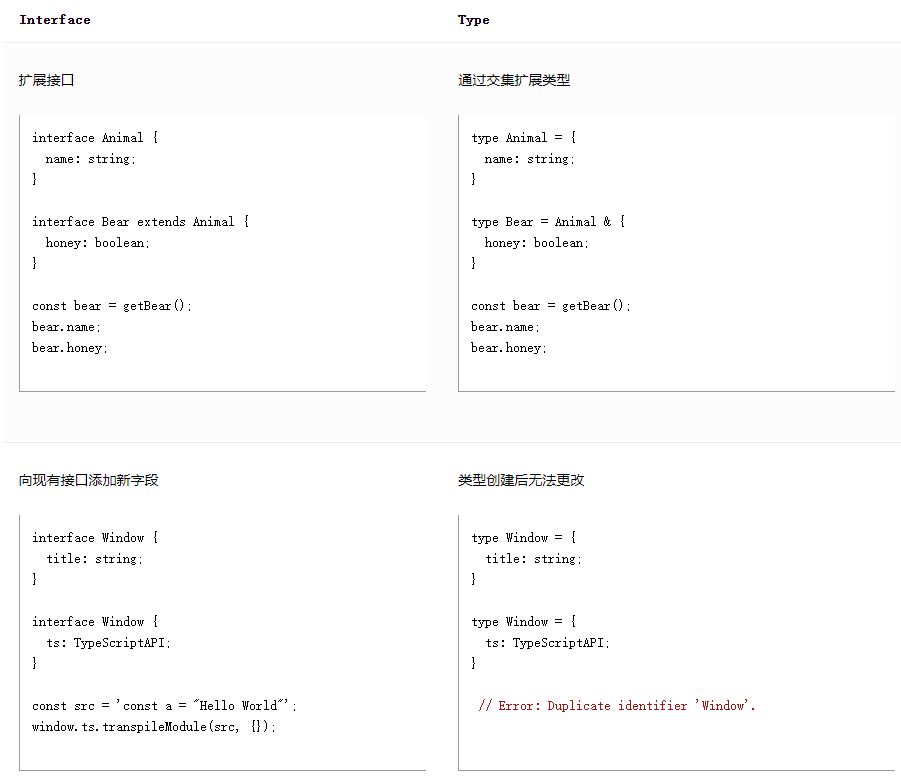 Interface
Type
扩展接口
通过交集扩展类型
interface Animal {
  name: string;
}

interface Bear extends Animal {
  honey: boolean;
}

const bear = getBear();
bear.name;
bear.honey;
type Animal = {
  name: string;
}

type Bear = Animal & {
  honey: boolean;
}

const bear = getBear();
bear.name;
bear.honey;
向现有接口添加新字段
类型创建后无法更改
interface Window {
  title: string;
}

interface Window {
  ts: TypeScriptAPI;
}

const src = 'const a = "Hello World"';
window.ts.transpileModule(src, {});
type Window = {
  title: string;
}

type Window = {
  ts: TypeScriptAPI;
}

// Error: Duplicate identifier 'Window'.